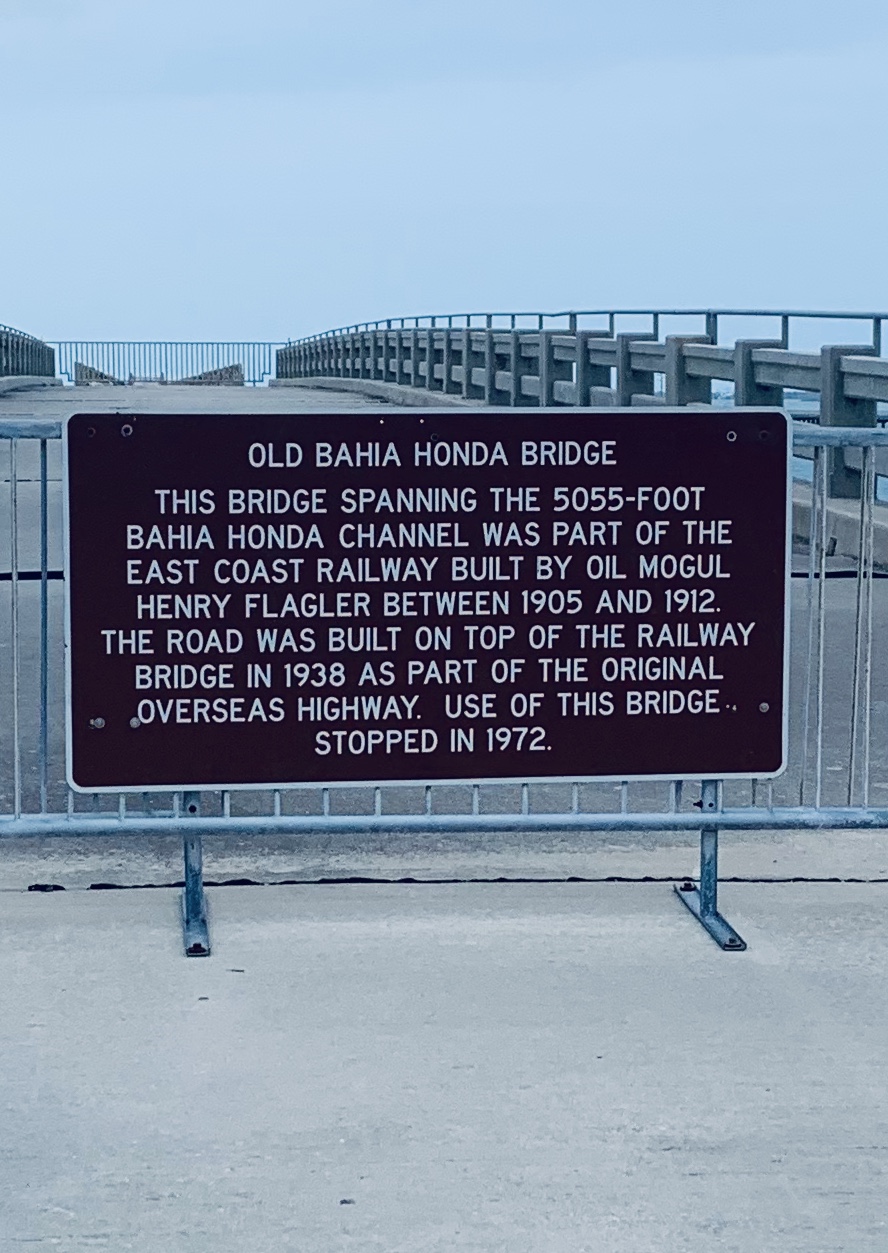 OLD BAHIA HONDA BRIDGE
THIS BRIDGE SPANNING THE 5055-FOOT
BAHIA HONDA CHANNEL WAS PART OF THE
EAST COAST RAILWAY BUILT BY OIL MOGUL
HENRY FLAGLER BETWEEN 1905 AND 1912.
THE ROAD WAS BUILT ON TOP OF THE RAILWAY
BRIDGE IN 1938 AS PART OF THE ORIGINAL
OVERSEAS HIGHWAY. USE OF THIS BRIDGE
STOPPED IN 1972.